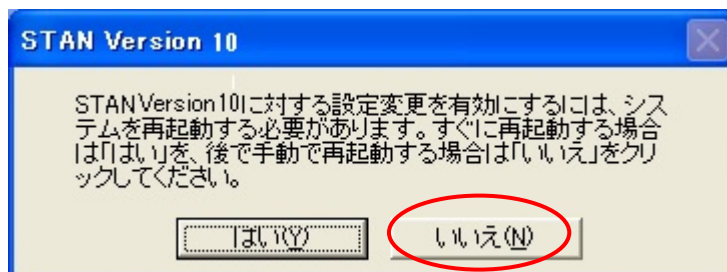 STAN Version 10
STANVersion10に対する設定変更を有効にするには、シス
テムを再起動する必要があります。すぐに再起動する場合
は「はい」を、後で手動で再起動する場合は「いいえ」をクリ
ックしてください。
はい(Y)
いいえ(N)